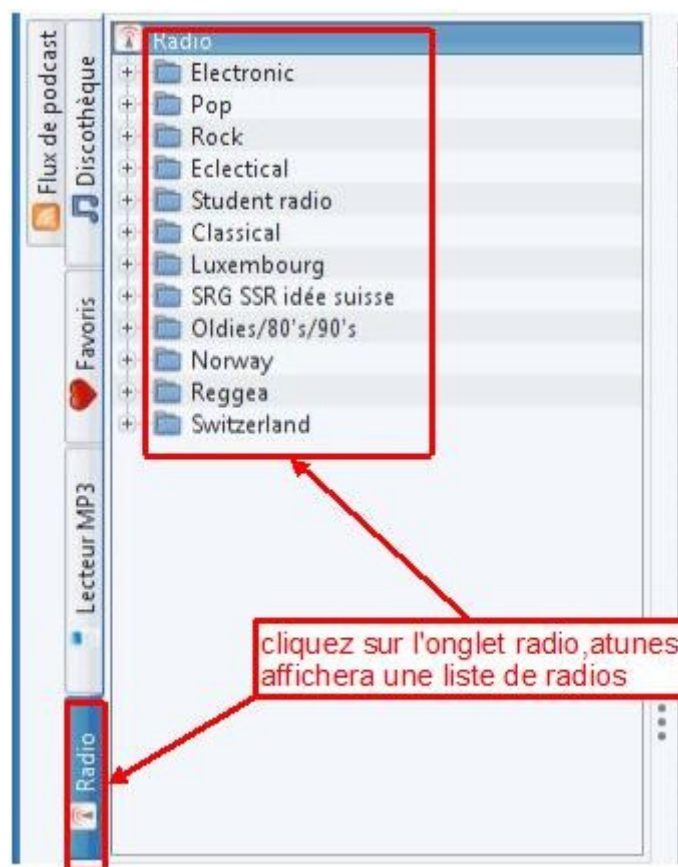 Flux de podcast
Discothèque
Favoris
Lecteur MP3
Radio
Radio
Electronic
Pop
Rock
Eclectical
Student radio
Classical
Luxembourg
SRG SSR idée suisse
Oldies/80's/90's
Norway
Reggea
Switzerland
cliquez sur l'onglet radio,atunes
affichera une liste de radios